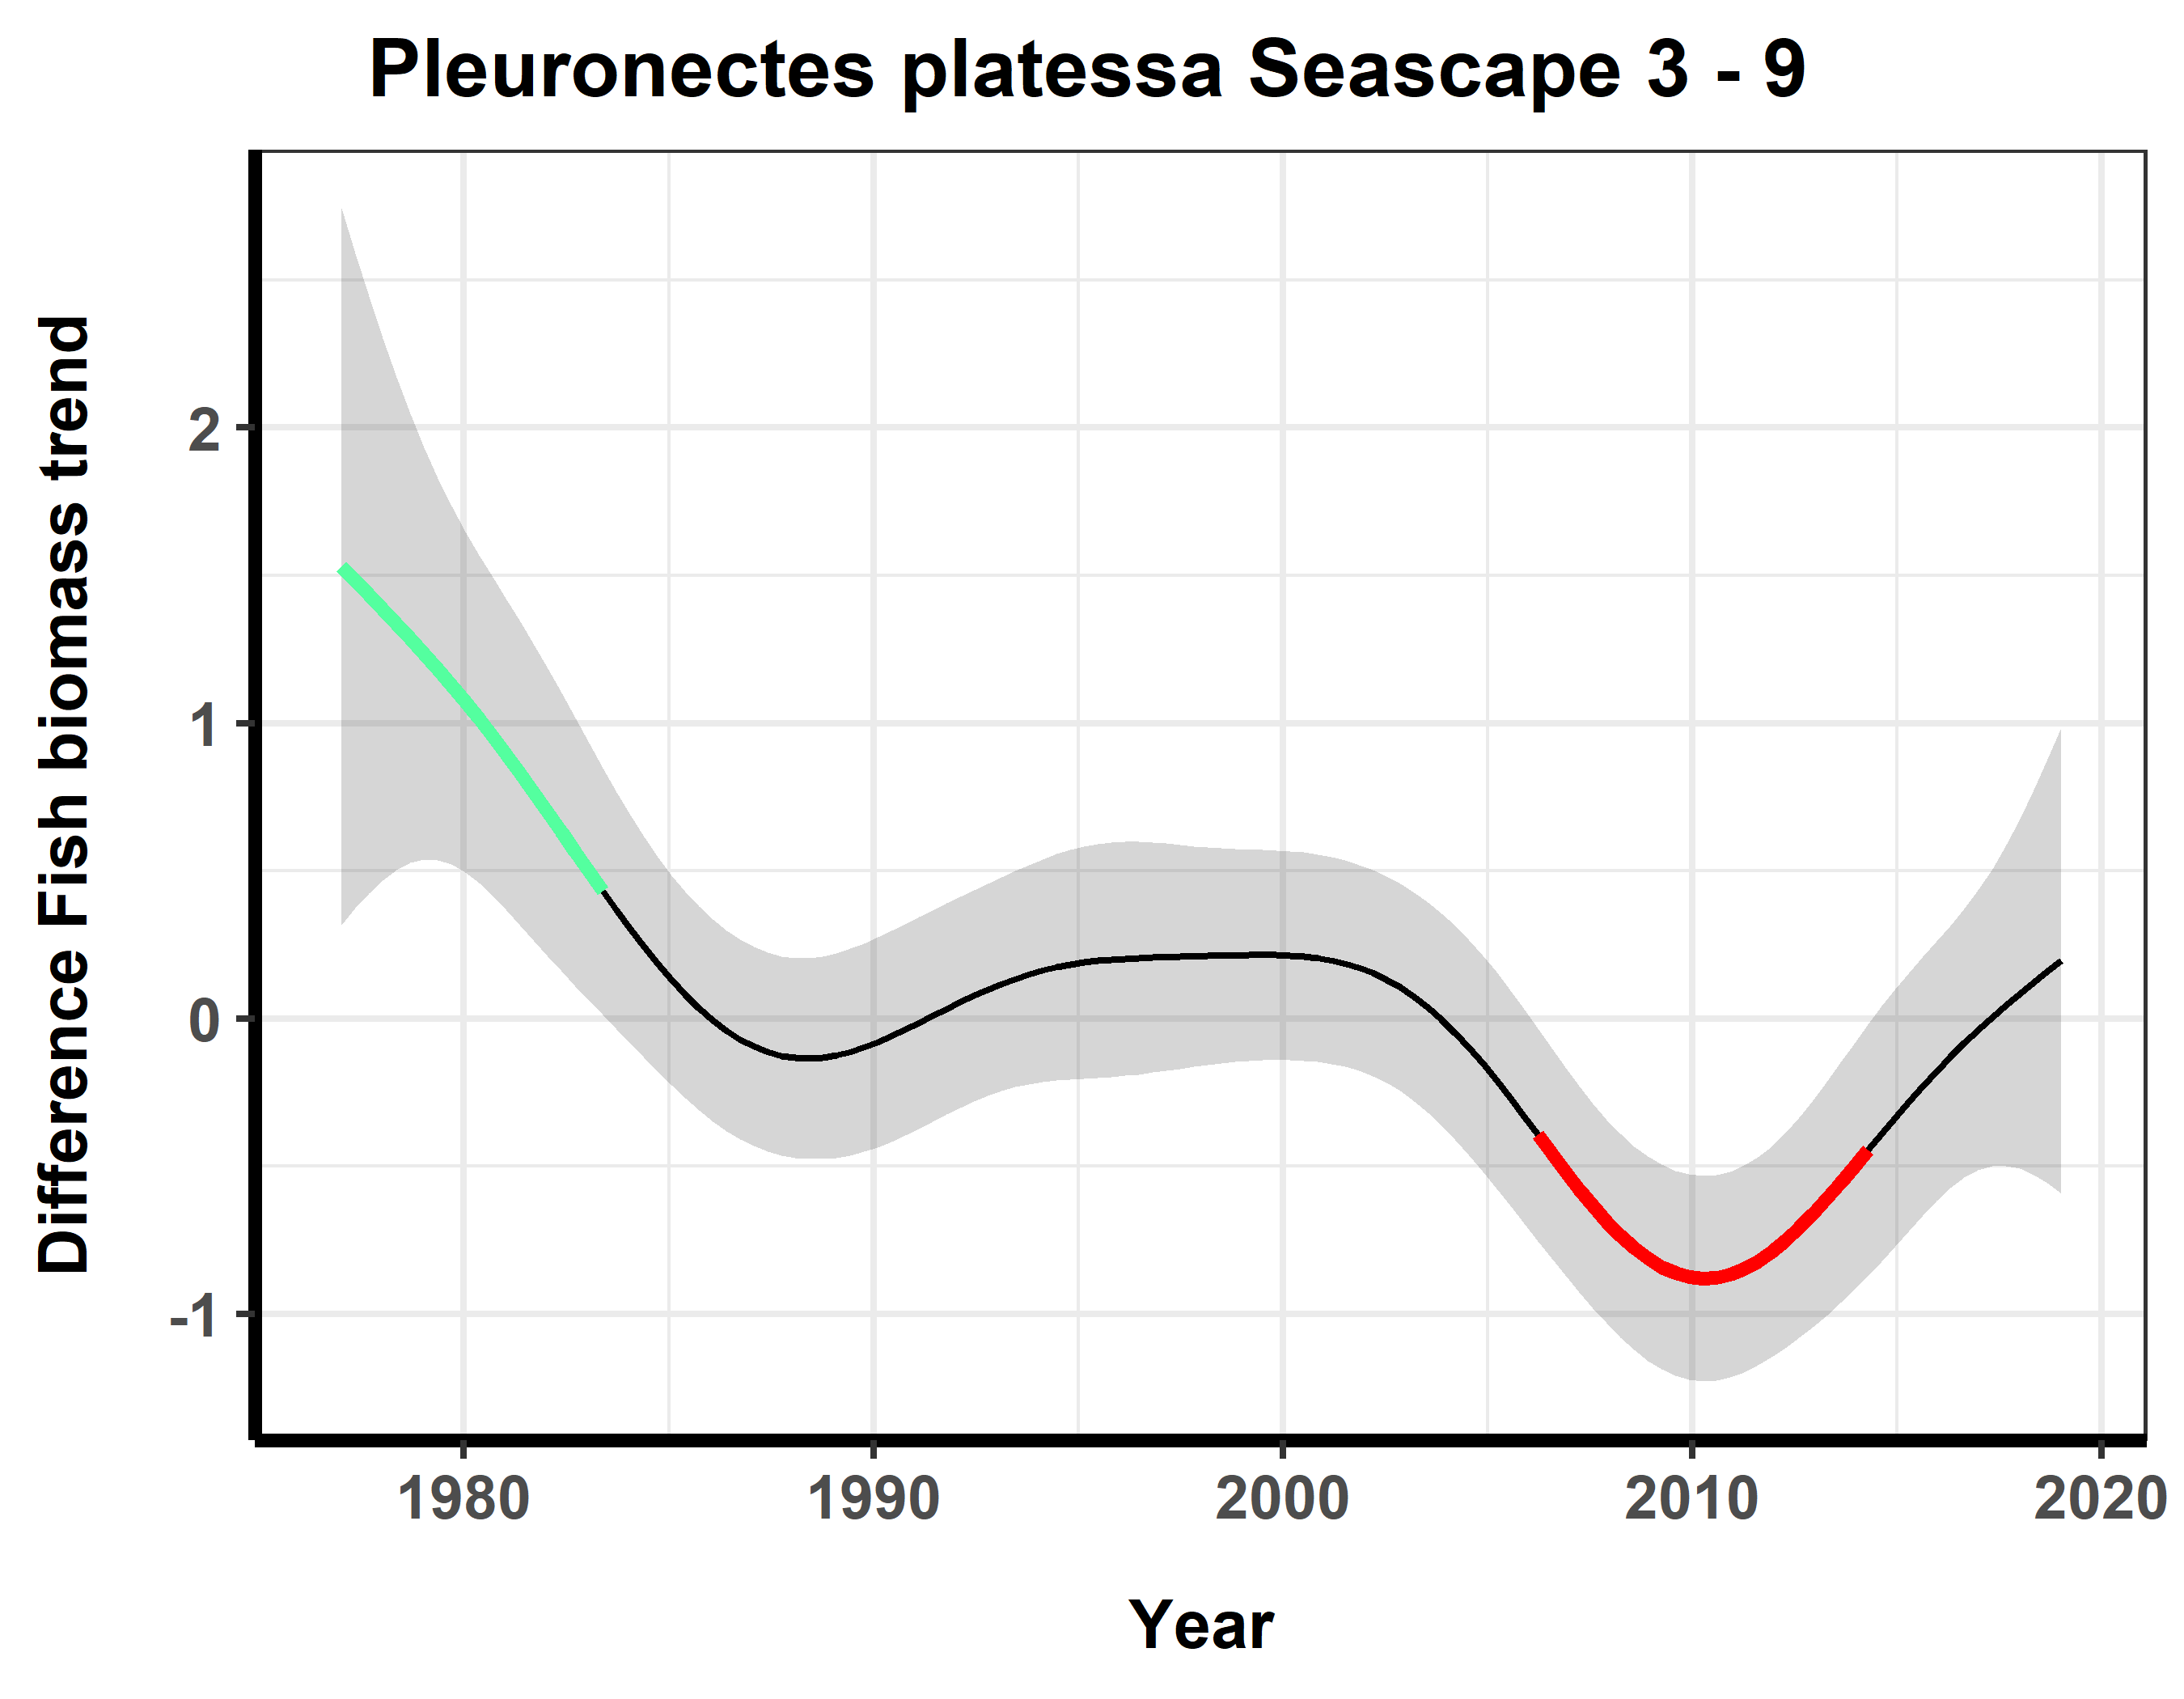 Pleuronectes platessa Seascape 3 - 9
Difference Fish biomass trend
2
1
0
-1
1980 1990 2000 2010 2020
Year